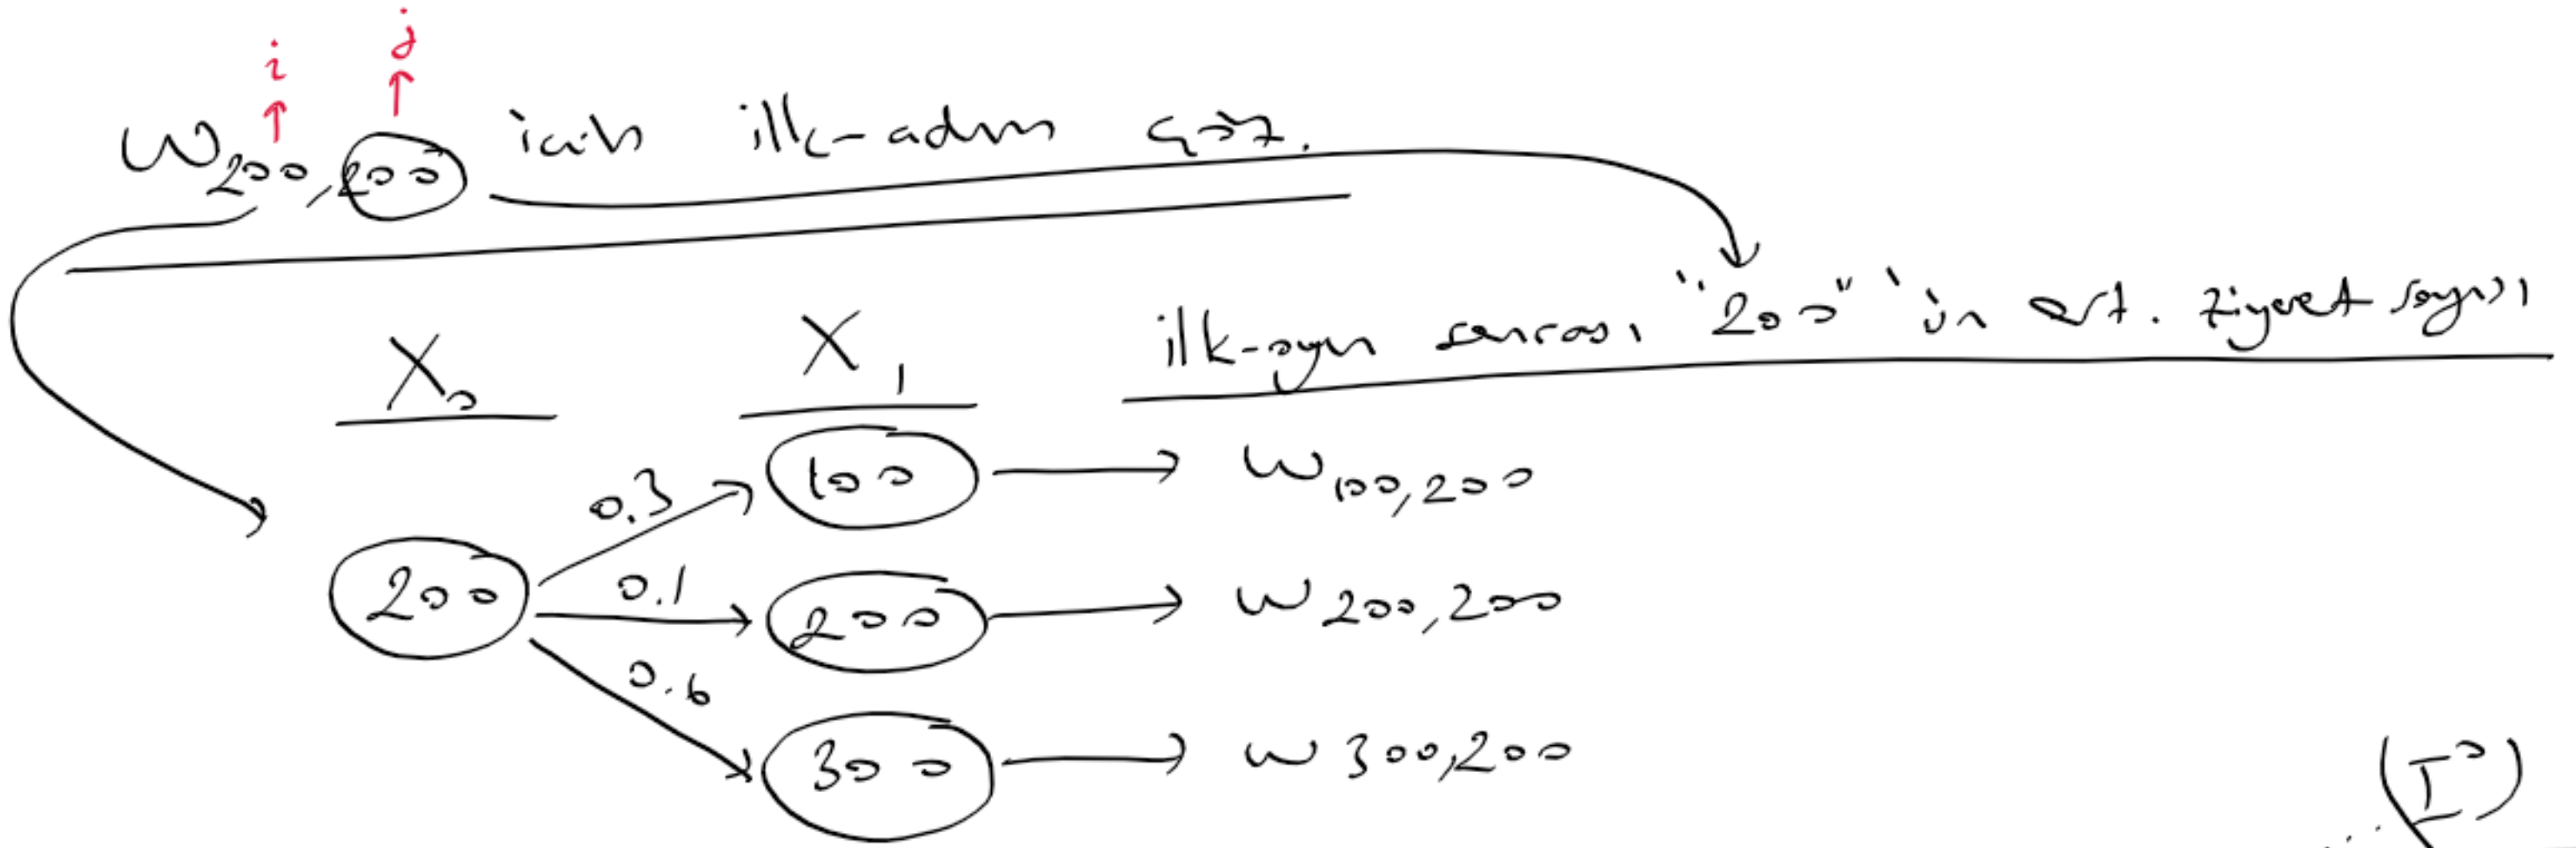 i j
W200,200 için ilk-adım çöz.
X0 X1 ilk-oyun sonrası "200" 'ün ort. ziyaret sayısı
0.3 100 W100,200
200 0.1 200 W200,200
0.6 300 W300,200
(I°)